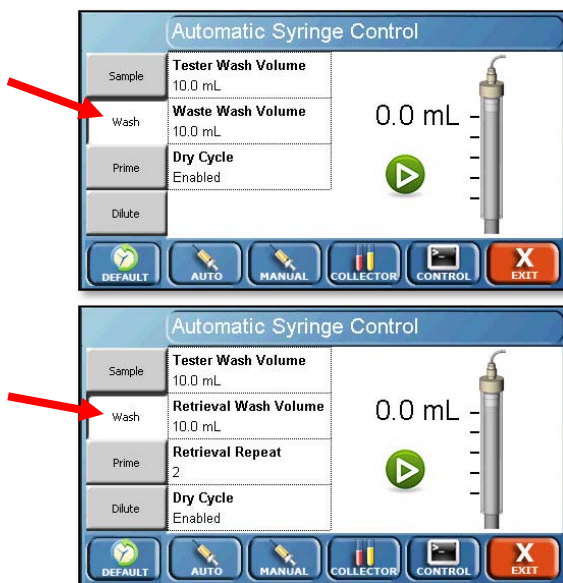 Automatic Syringe Control
Sample
Tester Wash Volume
10.0 mL
Wash
Waste Wash Volume
10.0 mL
Prime
Dry Cycle
Enabled
Dilute
0.0 mL
DEFAULT
AUTO
MANUAL
COLLECTOR
>-
CONTROL
X
EXIT
Automatic Syringe Control
Sample
Tester Wash Volume
10.0 mL
Wash
Retrieval Wash Volume
10.0 mL
Prime
Retrieval Repeat
2
Dilute
Dry Cycle
Enabled
0.0 mL
DEFAULT
AUTO
MANUAL
COLLECTOR
>-
CONTROL
X
EXIT